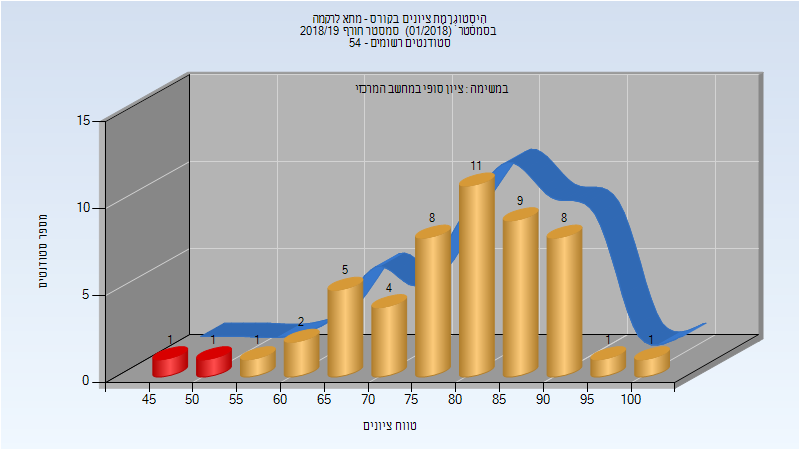 היסטוגרמת ציונים בקורס - מתא לרקמה
בסמסטר (01/2018) סמסטר חורף 2018/19
סטודנטים רשומים - 54
במשימה : ציון סופי במחשב המרכזי
מספר סטודנטים
15
10
5
0
1 1 1 2 5 4 8 11 9 8 1 1
45 50 55 60 65 70 75 80 85 90 95 100
טווח ציונים